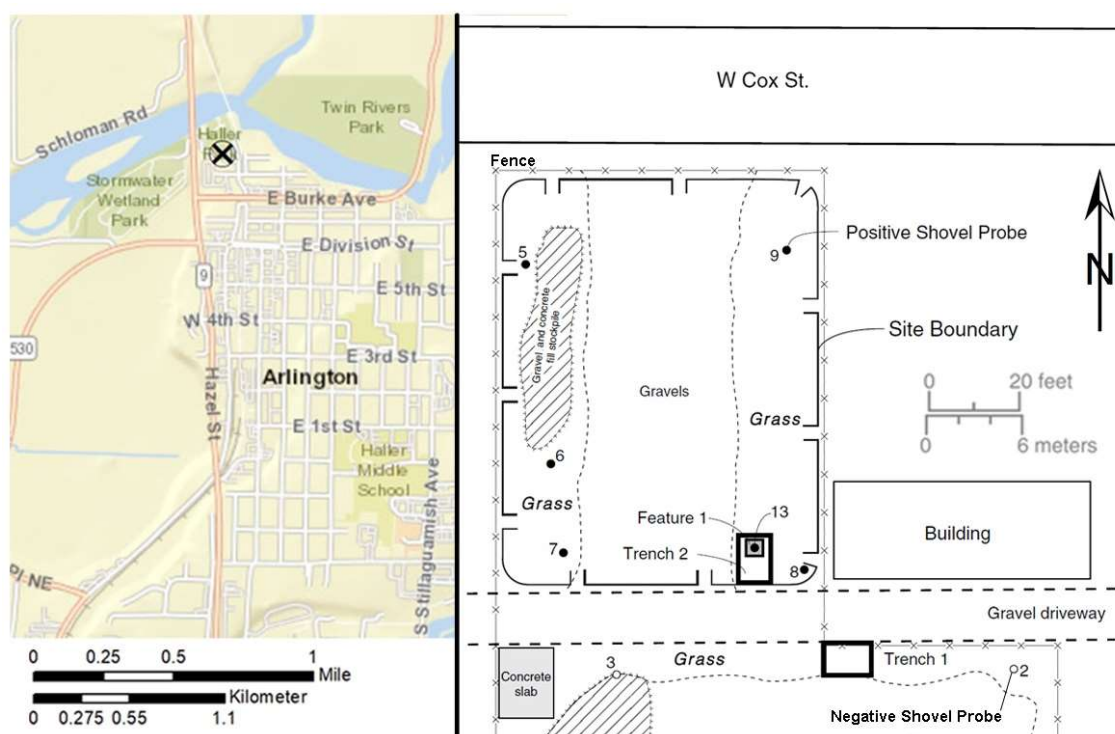 Schloman Rd
Haller
Twin Rivers
Park
Stormwater
Wetland
Park
E Burke Ave
E Division St
9
E 5th St
W 4th St
530
E 3rd St
Arlington
Hazel St
E 1st St
Haller
Middle
School
S Stillaguamish Ave
NE
0 0.25 0.5 1
Mile
Kilometer
0 0.275 0.55 1.1
W Cox St.
Fence
5
Positive Shovel Probe
9
N
Gravel and concrete
fill stockpile
Site Boundary
0 20 feet
Gravels
Grass
0 6 meters
6
Grass
Feature 1
13
Building
7
Trench 2
8
Gravel driveway
3
Grass
Trench 1
Concrete
slab
2
Negative Shovel Probe